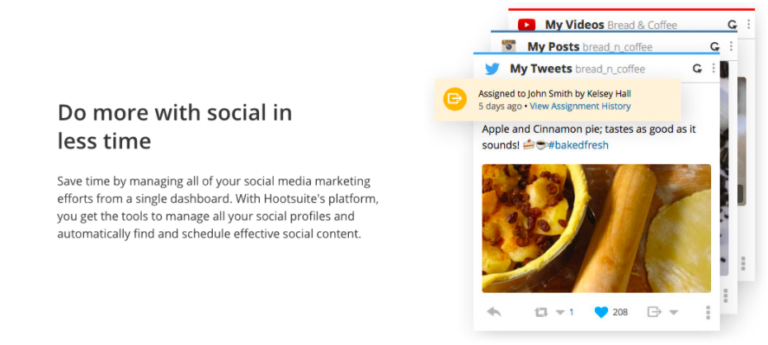 Do more with social in
less time
Save time by managing all of your social media marketing
efforts from a single dashboard. With Hootsuite's platform,
you get the tools to manage all your social profiles and
automatically find and schedule effective social content.
My Videos Bread & Coffee
My Posts bread_n_coffee
My Tweets bread_n_coffee
Assigned to John Smith by Kelsey Hall
5 days ago • View Assignment History
Apple and Cinnamon pie; tastes as good as it
sounds! 🍰☕#bakedfresh
1 208